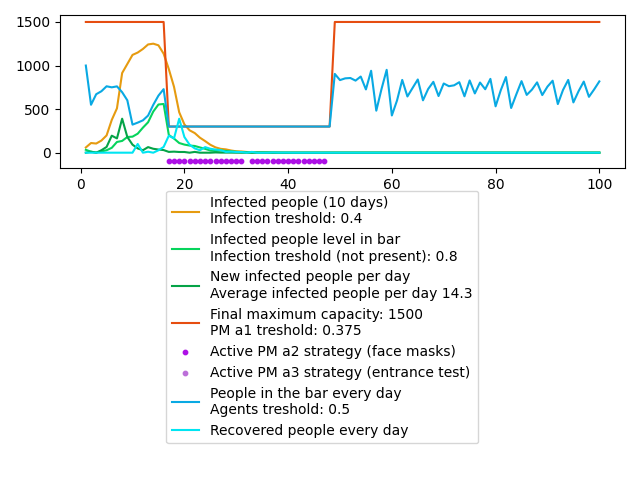 1500
1000
500
0
0 20 40 60 80 100
Infected people (10 days)
Infection treshold: 0.4
Infected people level in bar
Infection treshold (not present): 0.8
New infected people per day
Average infected people per day 14.3
Final maximum capacity: 1500
PM a1 treshold: 0.375
Active PM a2 strategy (face masks)
Active PM a3 strategy (entrance test)
People in the bar every day
Agents treshold: 0.5
Recovered people every day